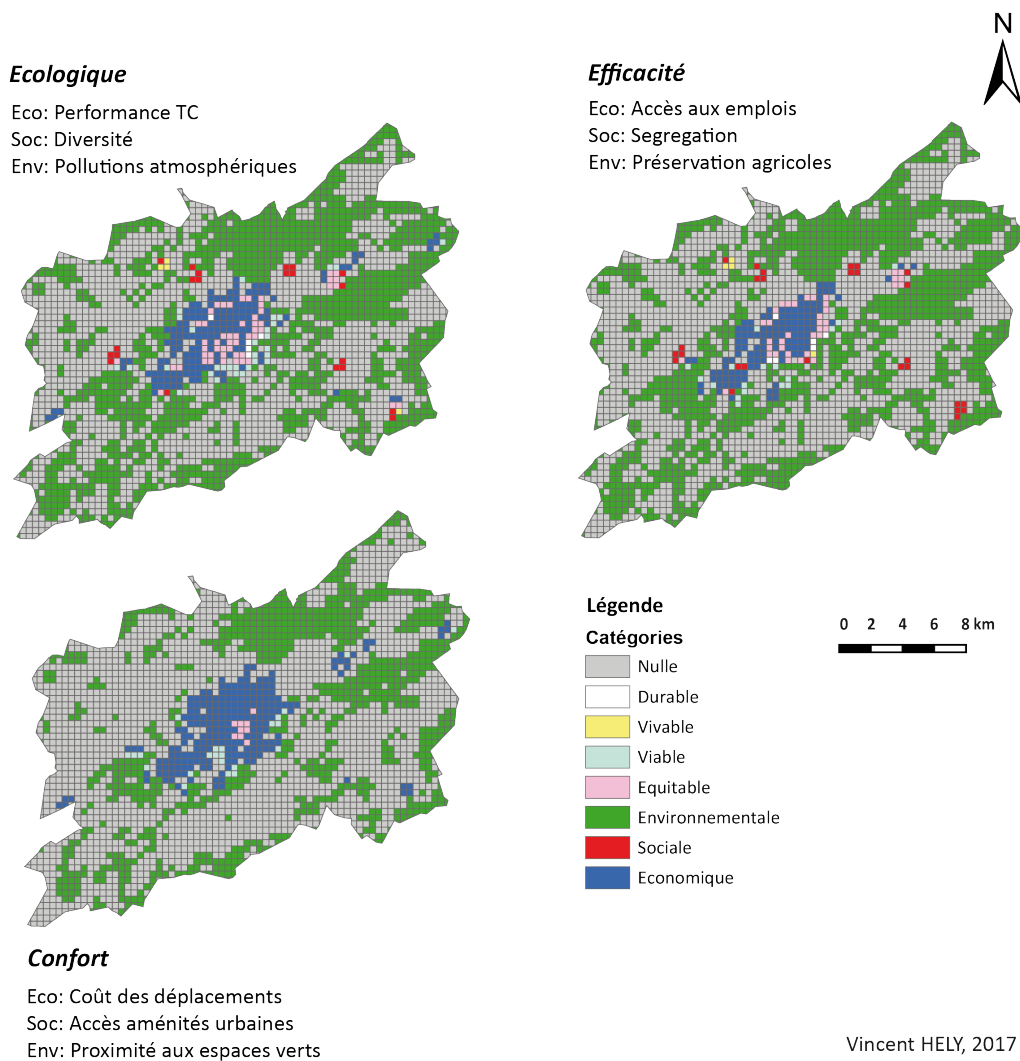 N
Ecologique
Eco: Performance TC
Soc: Diversité
Env: Pollutions atmosphériques
Efficacité
Eco: Accès aux emplois
Soc: Segregation
Env: Préservation agricoles
Légende
Catégories
Nulle
Durable
Vivable
Viable
Equitable
Environnementale
Sociale
Economique
0 2 4 6 8 km
Confort
Eco: Coût des déplacements
Soc: Accès aménités urbaines
Env: Proximité aux espaces verts
Vincent HELY, 2017